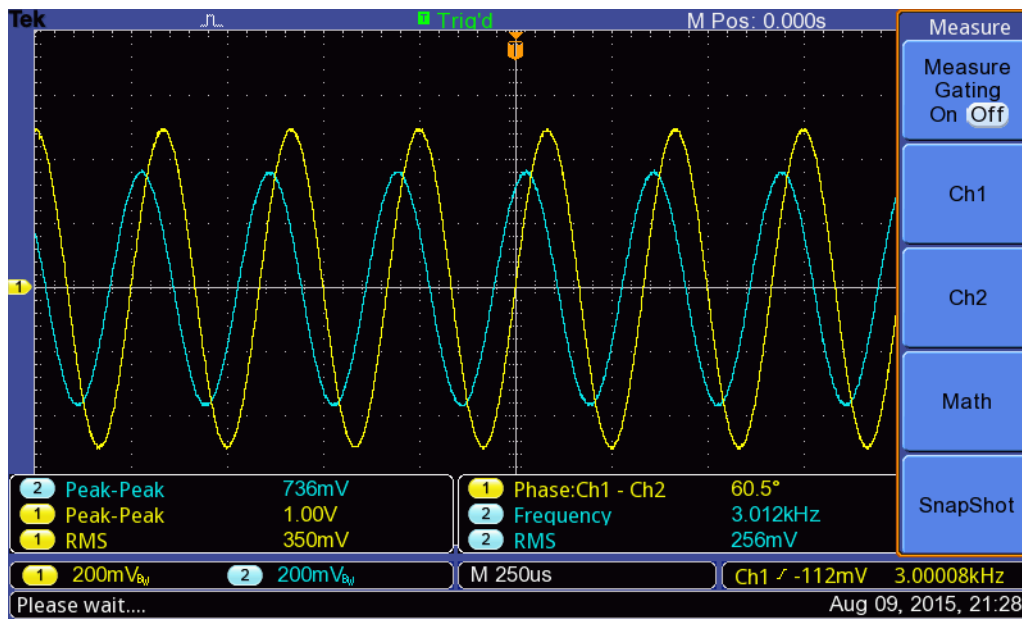 Tek T Trig'd M Pos: 0.000s
T
1
Measure
Measure
Gating
On Off
Ch1
Ch2
Math
SnapShot
2 Peak-Peak 736mV
1 Peak-Peak 1.00V
1 RMS 350mV
1 Phase:Ch1 - Ch2 60.5°
2 Frequency 3.012kHz
2 RMS 256mV
1 200mVBW 2 200mVBW M 250us Ch1 -112mV 3.00008kHz
Please wait.... Aug 09, 2015, 21:28